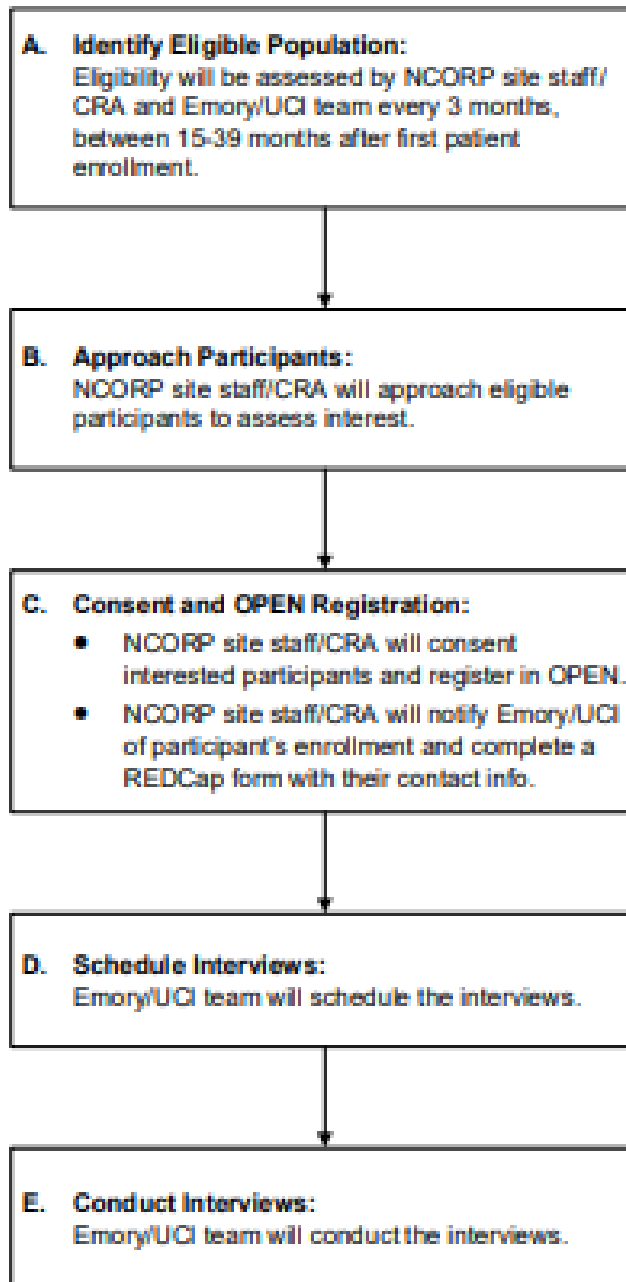 A. Identify Eligible Population:
Eligibility will be assessed by NCORP site staff/
CRA and Emory/UCI team every 3 months,
between 15-39 months after first patient
enrollment.
B. Approach Participants:
NCORP site staff/CRA will approach eligible
participants to assess interest.
C. Consent and OPEN Registration:
• NCORP site staff/CRA will consent
interested participants and register in OPEN.
• NCORP site staff/CRA will notify Emory/UCI
of participant's enrollment and complete a
REDCap form with their contact info.
D. Schedule Interviews:
Emory/UCI team will schedule the interviews.
E. Conduct Interviews:
Emory/UCI team will conduct the interviews.